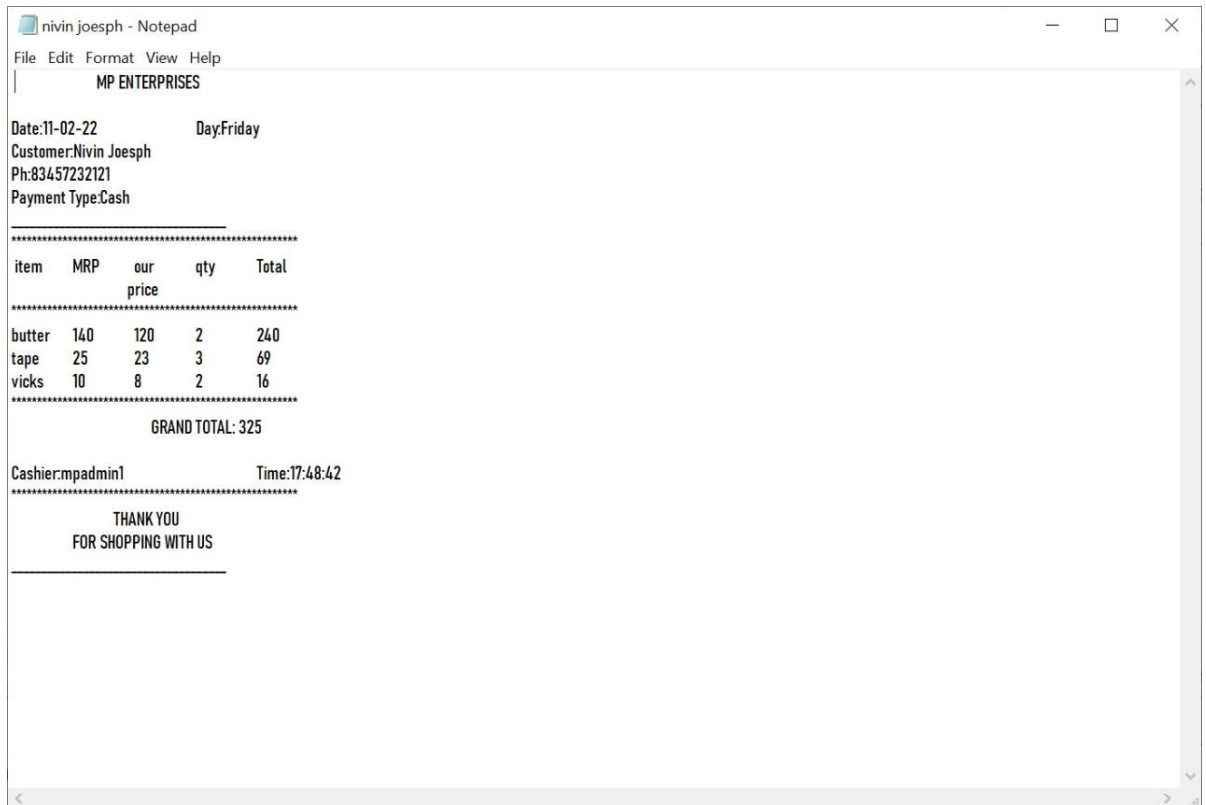 nivin joesph - Notepad
File Edit Format View Help
MP ENTERPRISES
Date:11-02-22 Day:Friday
Customer:Nivin Joesph
Ph:83457232121
Payment Type:Cash
___________________________________
********************************************************
item MRP our qty Total
price
********************************************************
butter 140 120 2 240
tape 25 23 3 69
vicks 10 8 2 16
********************************************************
GRAND TOTAL: 325
Cashier:mpadmin1 Time:17:48:42
********************************************************
THANK YOU
FOR SHOPPING WITH US
___________________________________